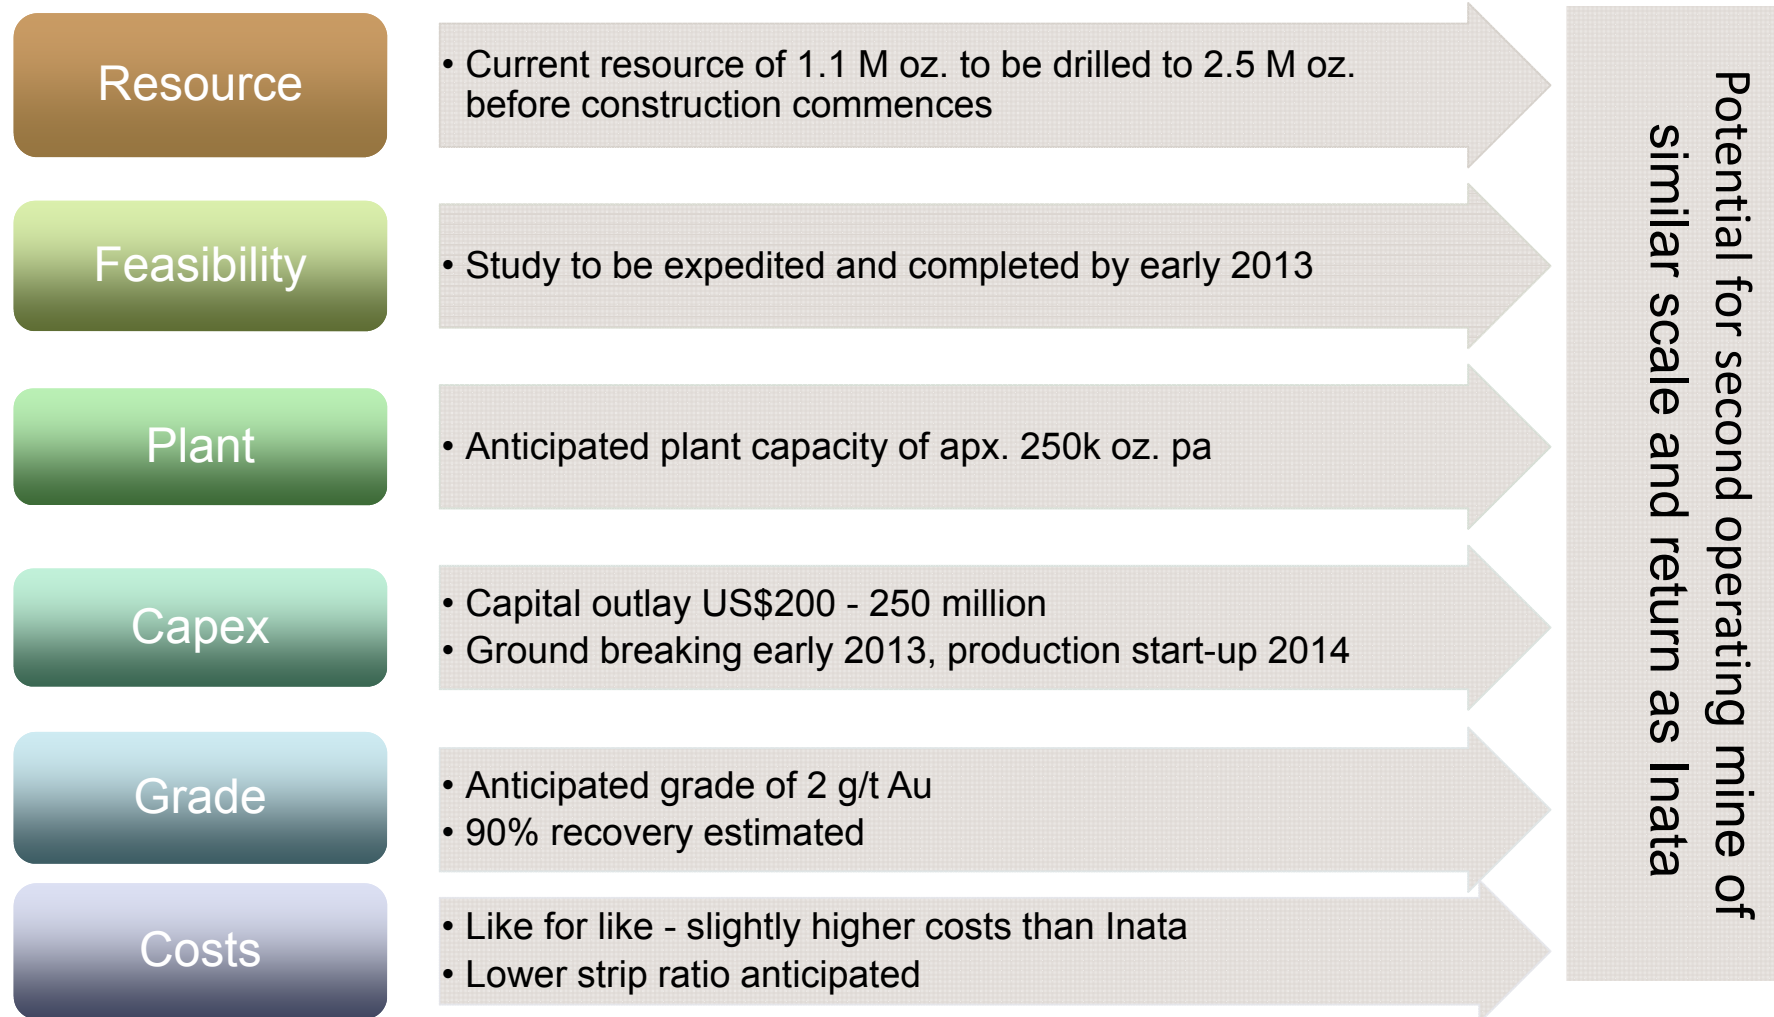 Resource
• Current resource of 1.1 M oz. to be drilled to 2.5 M oz.
before construction commences
Feasibility
• Study to be expedited and completed by early 2013
Plant
• Anticipated plant capacity of apx. 250k oz. pa
Capex
• Capital outlay US$200 - 250 million
• Ground breaking early 2013, production start-up 2014
Grade
• Anticipated grade of 2 g/t Au
• 90% recovery estimated
Costs
• Like for like - slightly higher costs than Inata
• Lower strip ratio anticipated
Potential for second operating mine of
similar scale and return as Inata